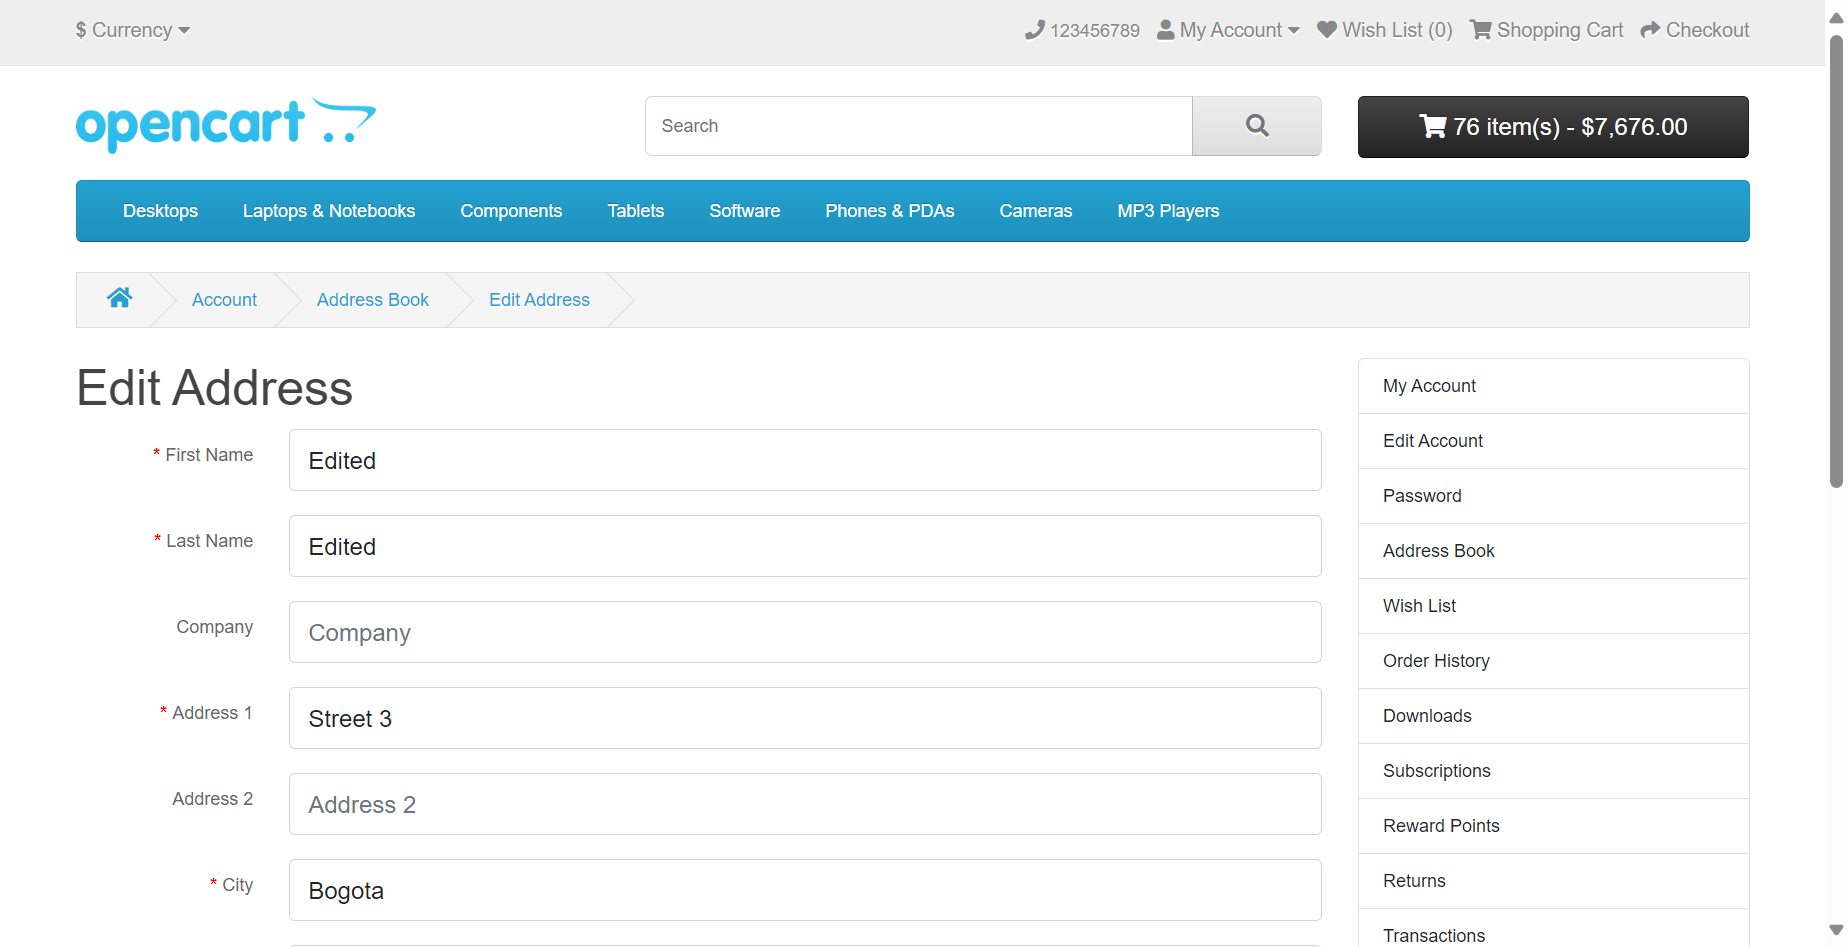 $ Currency
123456789 My Account Wish List (0) Shopping Cart Checkout
opencart
Search
76 item(s) - $7,676.00
Desktops Laptops & Notebooks Components Tablets Software Phones & PDAs Cameras MP3 Players
Account Address Book Edit Address
Edit Address
* First Name Edited
* Last Name Edited
Company Company
* Address 1 Street 3
Address 2 Address 2
* City Bogota
My Account
Edit Account
Password
Address Book
Wish List
Order History
Downloads
Subscriptions
Reward Points
Returns
Transactions